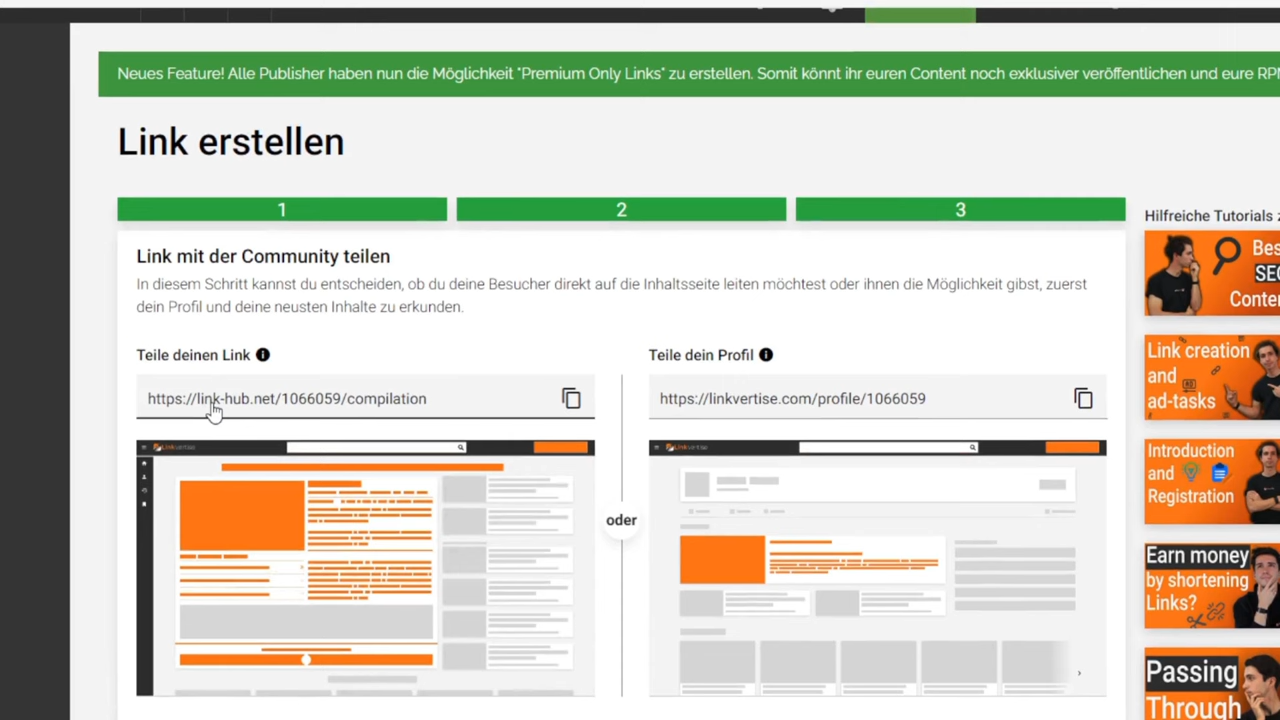 Neues Feature! Alle Publisher haben nun die Möglichkeit "Premium Only Links" zu erstellen. Somit könnt ihr euren Content noch exklusiver veröffentlichen und eure RPM
Link erstellen
1
2
3
Link mit der Community teilen
In diesem Schritt kannst du entscheiden, ob du deine Besucher direkt auf die Inhaltsseite leiten möchtest oder ihnen die Möglichkeit gibst, zuerst
dein Profil und deine neusten Inhalte zu erkunden.
Teile deinen Link
https://link-hub.net/1066059/compilation
oder
Teile dein Profil
https://linkvertise.com/profile/1066059
Hilfreiche Tutorials
SEO
Link creation
and
ad-tasks
Introduction
and
Registration
Earn money
by shortening
Links?
Passing
Through